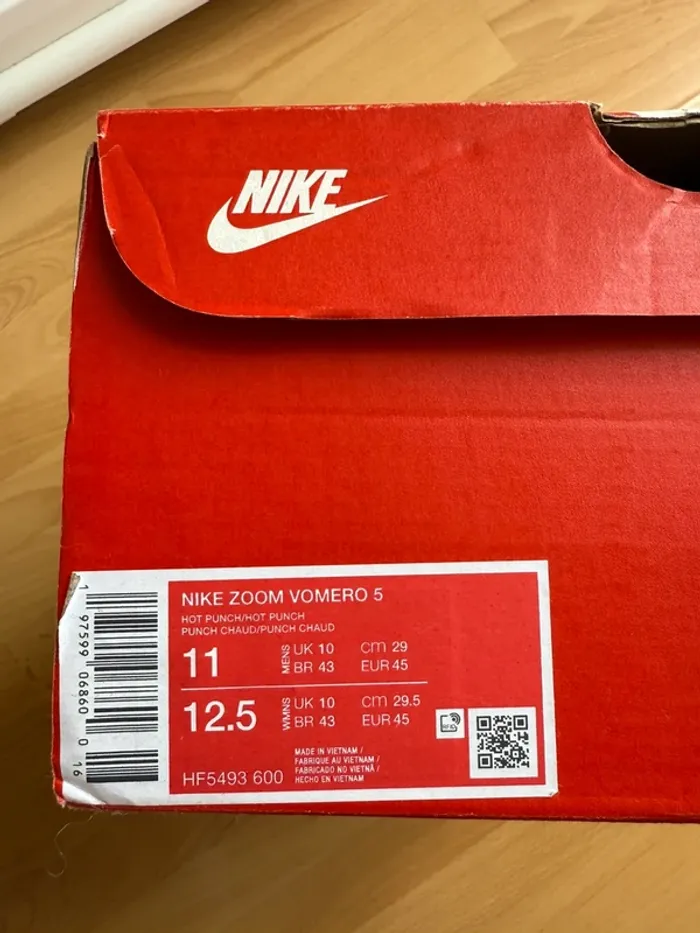 NIKE
NIKE ZOOM VOMERO 5
HOT PUNCH/HOT PUNCH
PUNCH CHAUD/PUNCH CHAUD
11 MENS UK 10 CM 29
BR 43 EUR 45
12.5 WMNS UK 10 CM 29.5
BR 43 EUR 45
MADE IN VIETNAM /
FABRIQUE AU VIETNAM /
FABRICADO NO VIETNÃ /
HECHO EN VIETNAM
HF5493 600
1 97599 06860 0 16